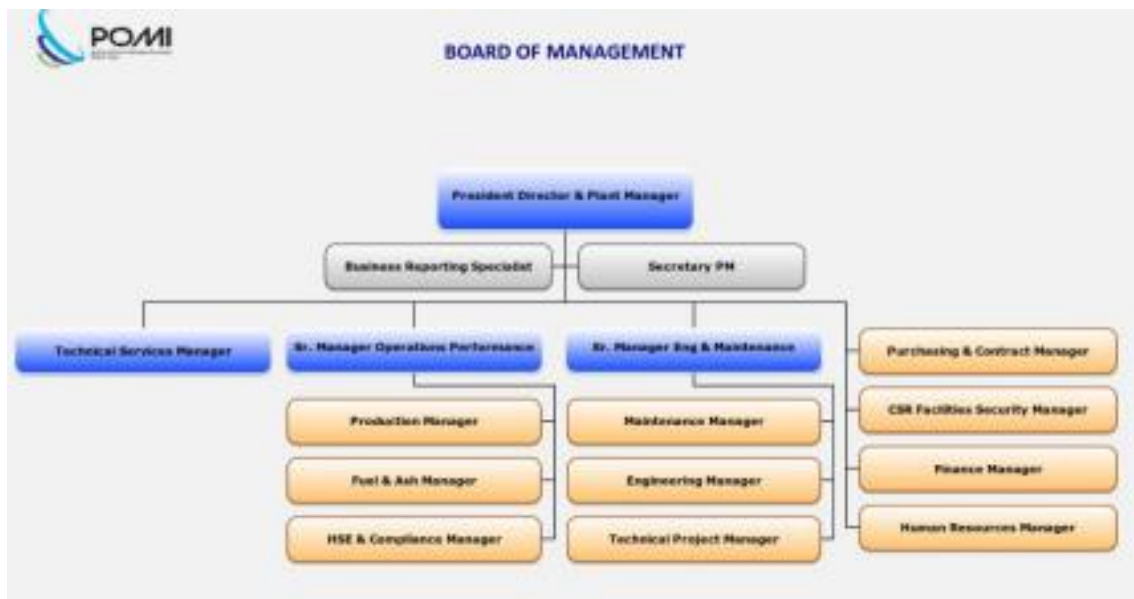 POMI
BOARD OF MANAGEMENT
President Director & Plant Manager
Business Reporting Specialist
Secretary PM
Technical Services Manager
Sr. Manager Operations Performance
Sr. Manager Eng & Maintenance
Purchasing & Contract Manager
CSR Facilities Security Manager
Finance Manager
Human Resources Manager
Production Manager
Fuel & Ash Manager
HSE & Compliance Manager
Maintenance Manager
Engineering Manager
Technical Project Manager